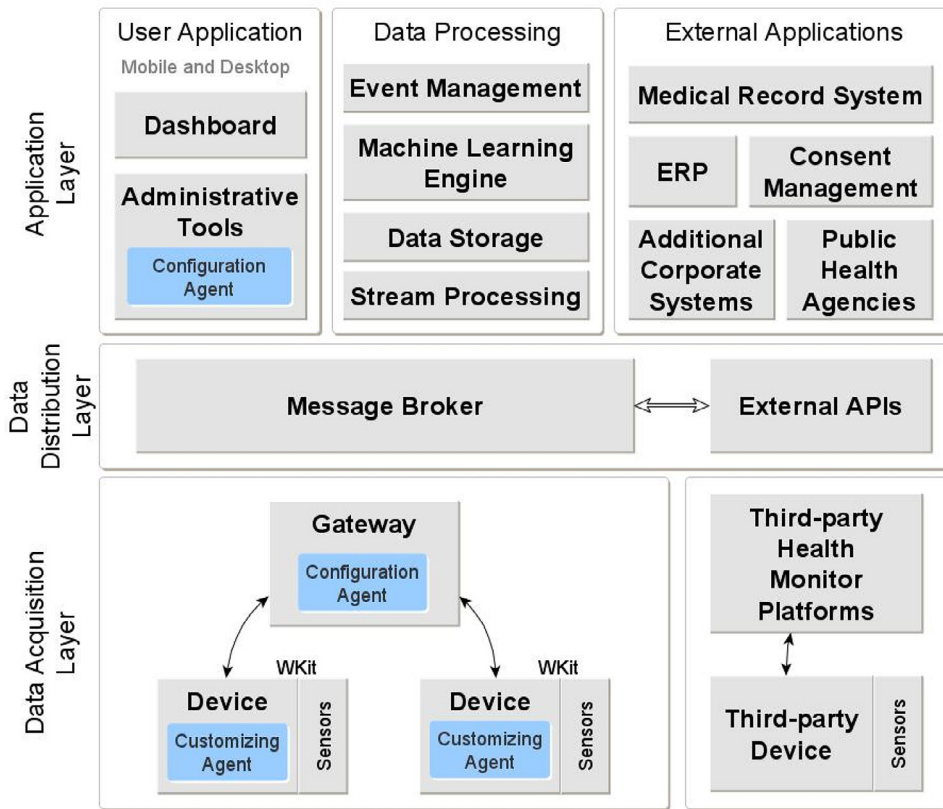 Application
Layer
User Application
Mobile and Desktop
Dashboard
Administrative
Tools
Configuration
Agent
Data Processing
Event Management
Machine Learning
Engine
Data Storage
Stream Processing
External Applications
Medical Record System
ERP
Consent
Management
Additional
Corporate
Systems
Public
Health
Agencies
Data
Distribution
Layer
Message Broker
External APIs
Data Acquisition
Layer
Gateway
Configuration
Agent
WKit
Device
Customizing
Agent
Sensors
WKit
Device
Customizing
Agent
Sensors
Third-party
Health
Monitor
Platforms
Third-party
Device
Sensors